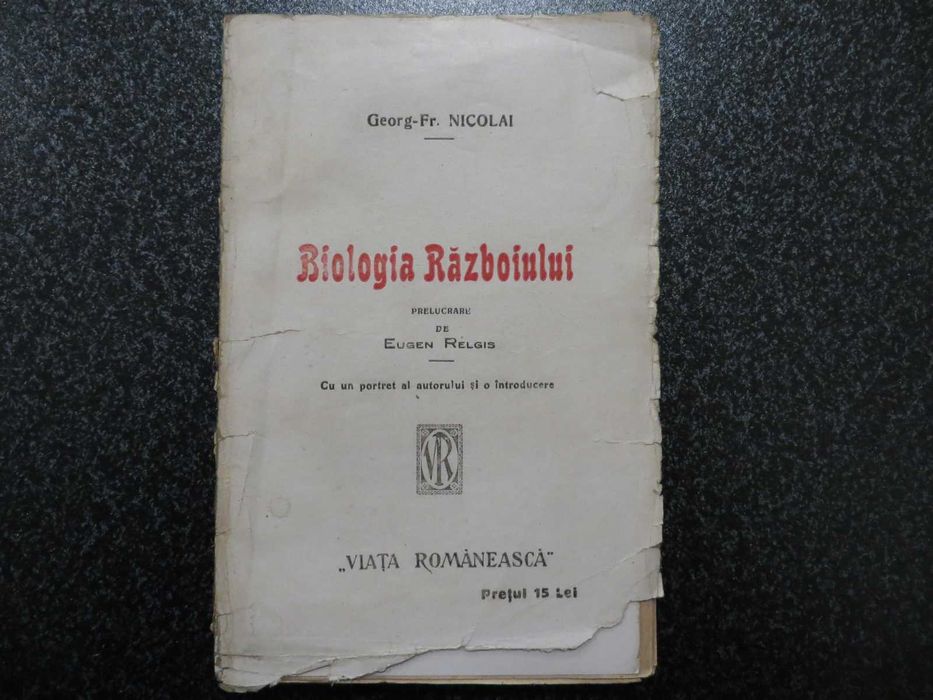 Georg-Fr. NICOLAI
Biologia Războiului
PRELUCRARE
DE
EUGEN RELGIS
Cu un portret al autorului și o întroducere
VR
„VIAȚA ROMÂNEASCĂ"
Prețul 15 Lei